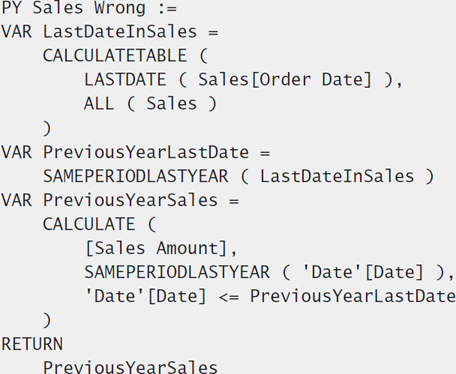 PY Sales Wrong :=
VAR LastDateInSales =
    CALCULATETABLE (
        LASTDATE ( Sales[Order Date] ),
        ALL ( Sales )
    )
VAR PreviousYearLastDate =
    SAMEPERIODLASTYEAR ( LastDateInSales )
VAR PreviousYearSales =
    CALCULATE (
        [Sales Amount],
        SAMEPERIODLASTYEAR ( 'Date'[Date] ),
        'Date'[Date] <= PreviousYearLastDate
    )
RETURN
    PreviousYearSales